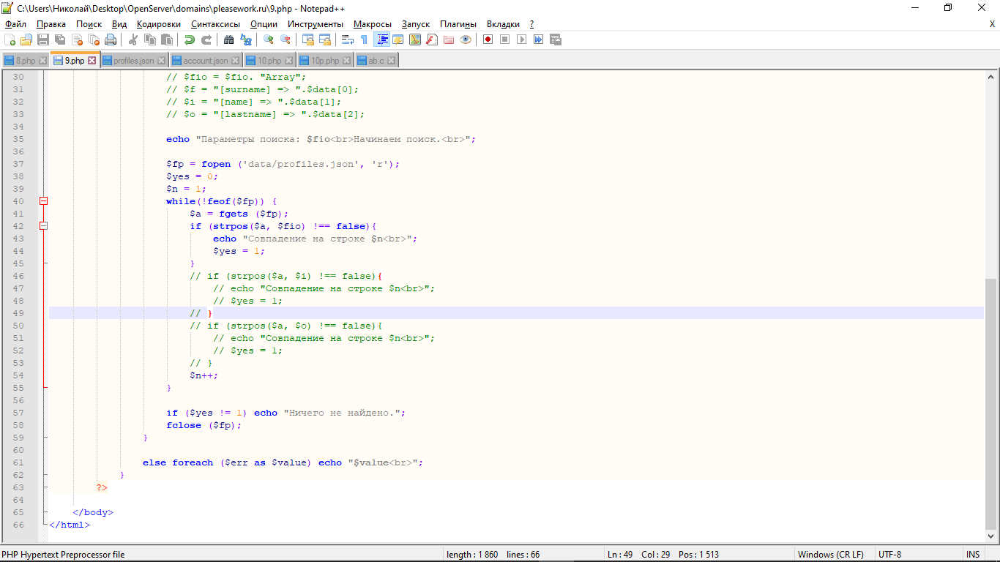 C:\Users\Николай\Desktop\OpenServer\domains\pleasework.ru\9.php - Notepad++
Файл Правка Поиск Вид Кодировки Синтаксисы Опции Инструменты Макросы Запуск Плагины Вкладки ? X
8.php 9.php profiles.json account.json 10.php 10p.php ab.c
30 // $fio = $fio. "Array";
31 // $f = "[surname] => ".$data[0];
32 // $i = "[name] => ".$data[1];
33 // $o = "[lastname] => ".$data[2];
34
35 echo "Параметры поиска: $fio<br>Начинаем поиск.<br>";
36
37 $fp = fopen ('data/profiles.json', 'r');
38 $yes = 0;
39 $n = 1;
40 while(!feof($fp)) {
41 $a = fgets ($fp);
42 if (strpos($a, $fio) !== false){
43 echo "Совпадение на строке $n<br>";
44 $yes = 1;
45 }
46 // if (strpos($a, $i) !== false){
47 // echo "Совпадение на строке $n<br>";
48 // $yes = 1;
49 // }
50 // if (strpos($a, $o) !== false){
51 // echo "Совпадение на строке $n<br>";
52 // $yes = 1;
53 // }
54 $n++;
55 }
56
57 if ($yes != 1) echo "Ничего не найдено.";
58 fclose ($fp);
59 }
60
61 else foreach ($err as $value) echo "$value<br>";
62 }
63 ?>
64
65 </body>
66 </html>
PHP Hypertext Preprocessor file length : 1 860 lines : 66 Ln : 49 Col : 29 Pos : 1 513 Windows (CR LF) UTF-8 INS